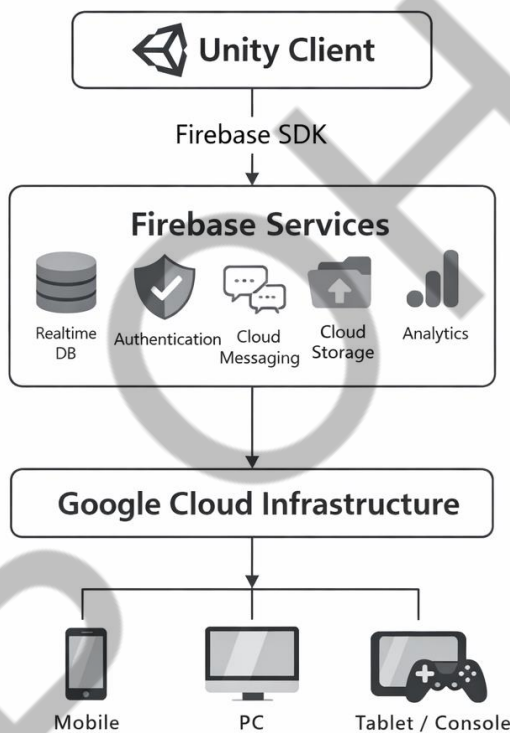 Unity Client
Firebase SDK
Firebase Services
Realtime
DB
Authentication
Cloud
Messaging
Cloud
Storage
Analytics
Google Cloud Infrastructure
Mobile
PC
Tablet / Console